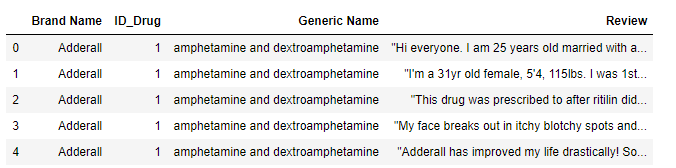 Brand Name ID_Drug Generic Name Review
0 Adderall 1 amphetamine and dextroamphetamine "Hi everyone. I am 25 years old married with a...
1 Adderall 1 amphetamine and dextroamphetamine "I'm a 31yr old female, 5'4, 115lbs. I was 1st...
2 Adderall 1 amphetamine and dextroamphetamine "This drug was prescribed to after ritilin did...
3 Adderall 1 amphetamine and dextroamphetamine "My face breaks out in itchy blotchy spots and...
4 Adderall 1 amphetamine and dextroamphetamine "Adderall has improved my life drastically! So...